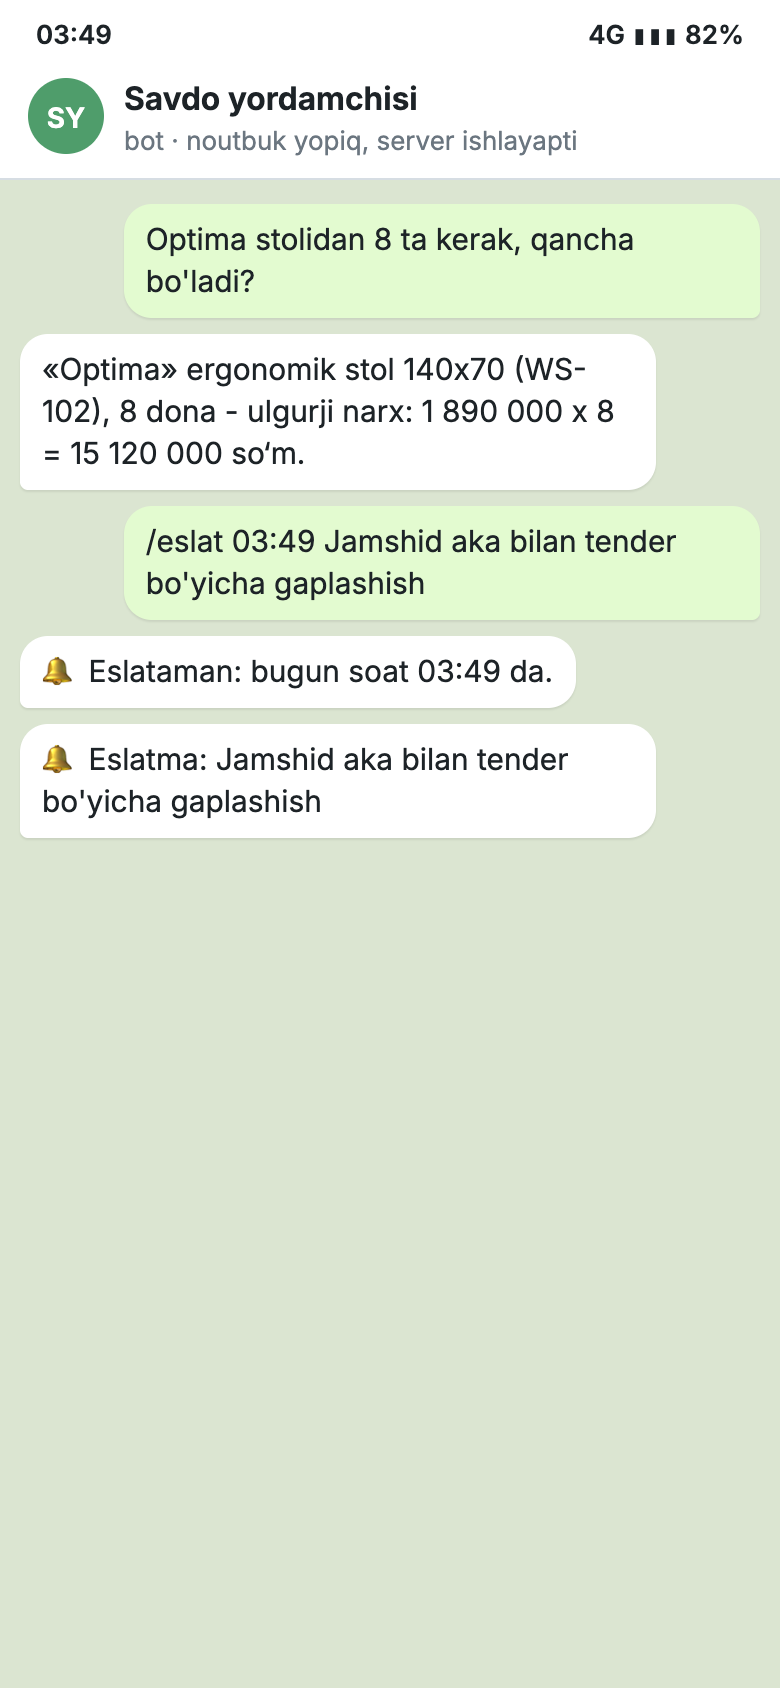 03:49
4G 82%
SY
Savdo yordamchisi
bot · noutbuk yopiq, server ishlayapti
Optima stolidan 8 ta kerak, qancha
bo'ladi?
«Optima» ergonomik stol 140x70 (WS-
102), 8 dona - ulgurji narx: 1 890 000 x 8
= 15 120 000 so‘m.
/eslat 03:49 Jamshid aka bilan tender
bo'yicha gaplashish
🔔 Eslataman: bugun soat 03:49 da.
🔔 Eslatma: Jamshid aka bilan tender
bo'yicha gaplashish